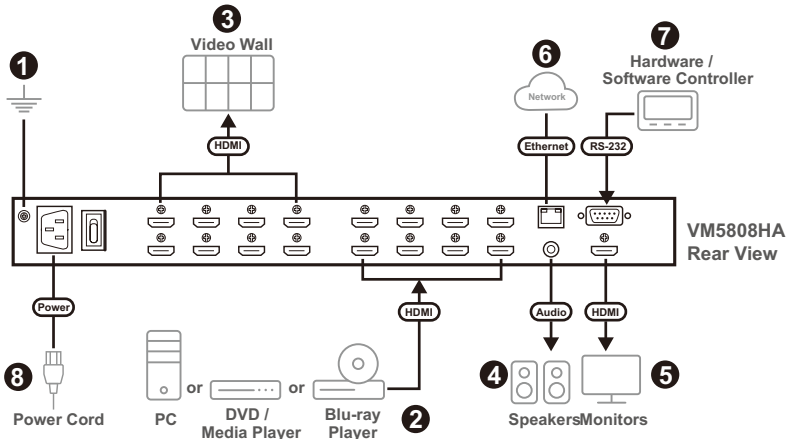 3
Video Wall
1
6
7
Hardware /
Software Controller
Network
HDMI
Ethernet
RS-232
VM5808HA
Rear View
Power
HDMI
Audio
HDMI
8
4
5
or
or
Power Cord
PC
DVD /
Media Player
Blu-ray
Player
2
Speakers
Monitors